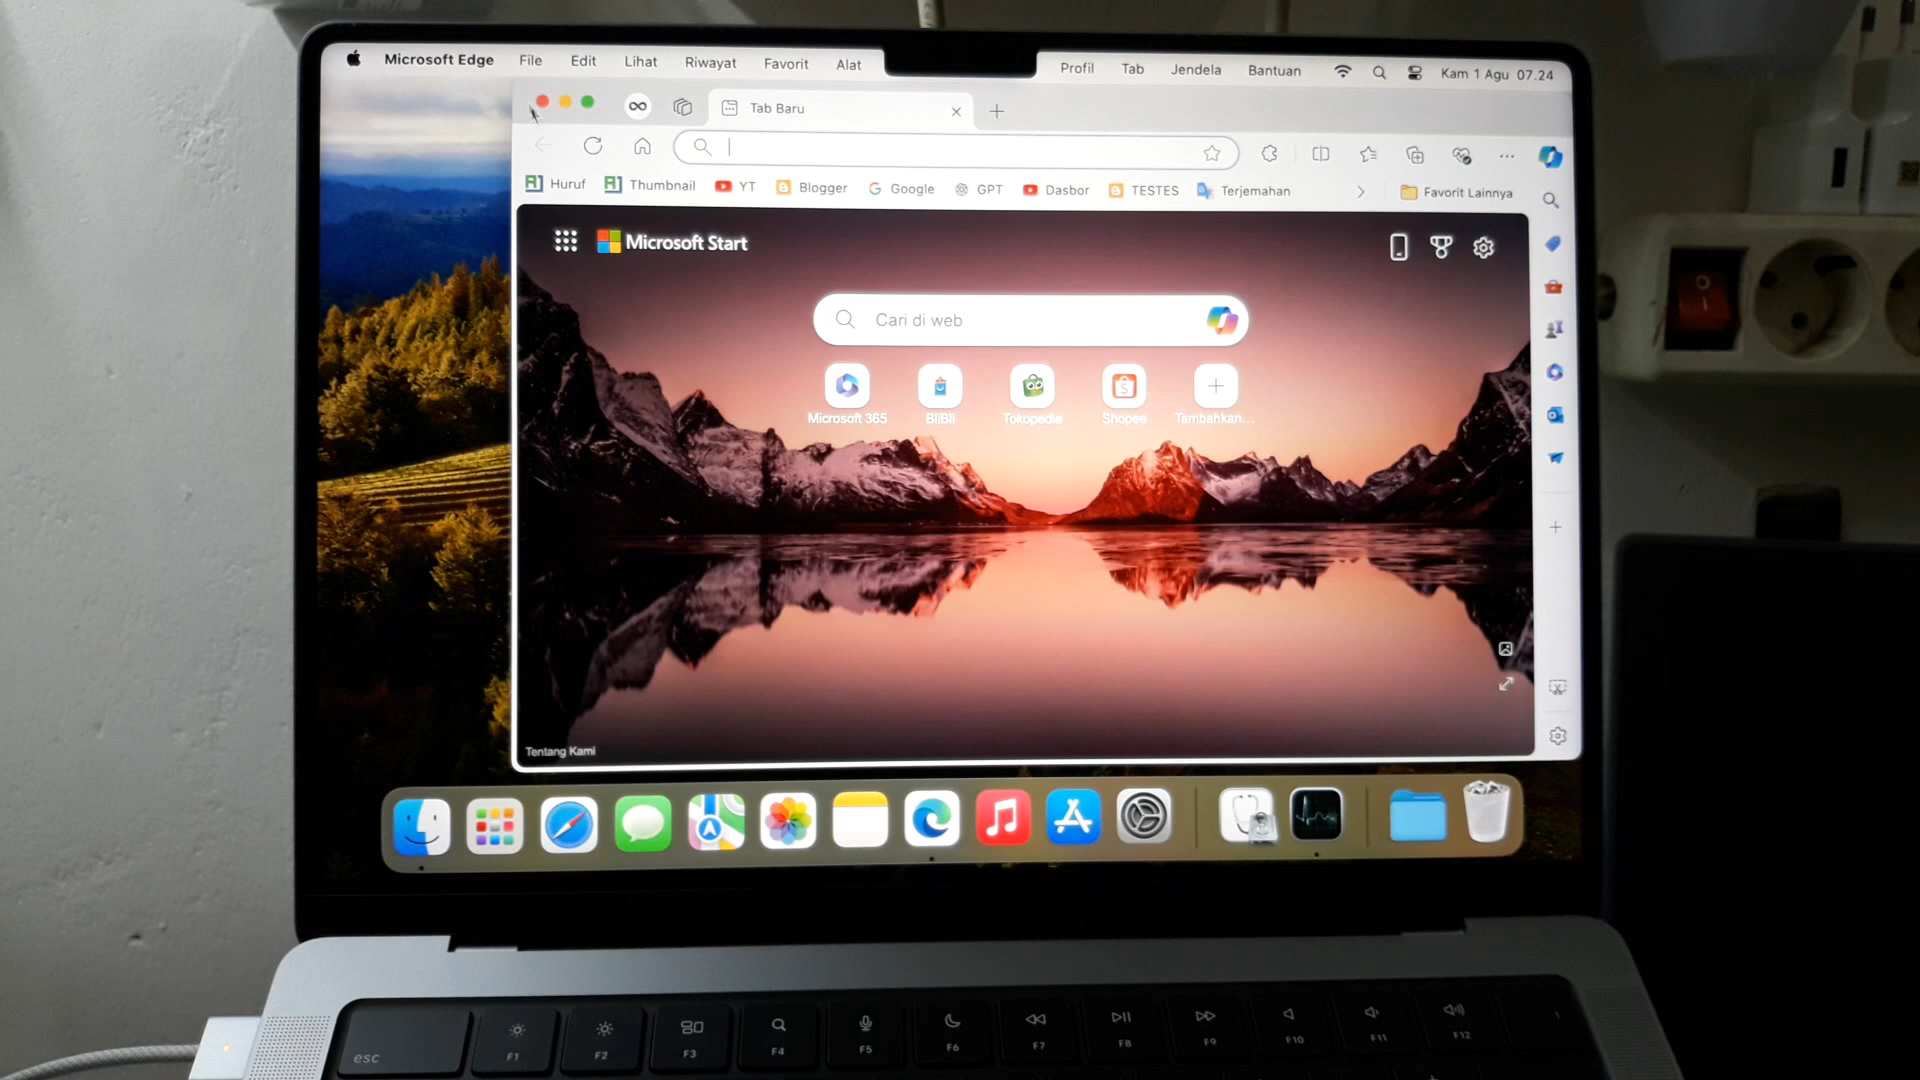 Microsoft Edge File Edit Lihat Riwayat Favorit Alat Profil Tab Jendela Bantuan Kam 1 Agu 07.24
Tab Baru
Huruf Thumbnail YT Blogger Google GPT Dasbor TESTES Terjemahan Favorit Lainnya
Microsoft Start
Cari di web
Microsoft 365 BliBli Tokopedia Shopee Tambahkan...
Tentang Kami
esc F1 F2 F3 F4 F5 F6 F7 F8 F9 F10 F11 F12